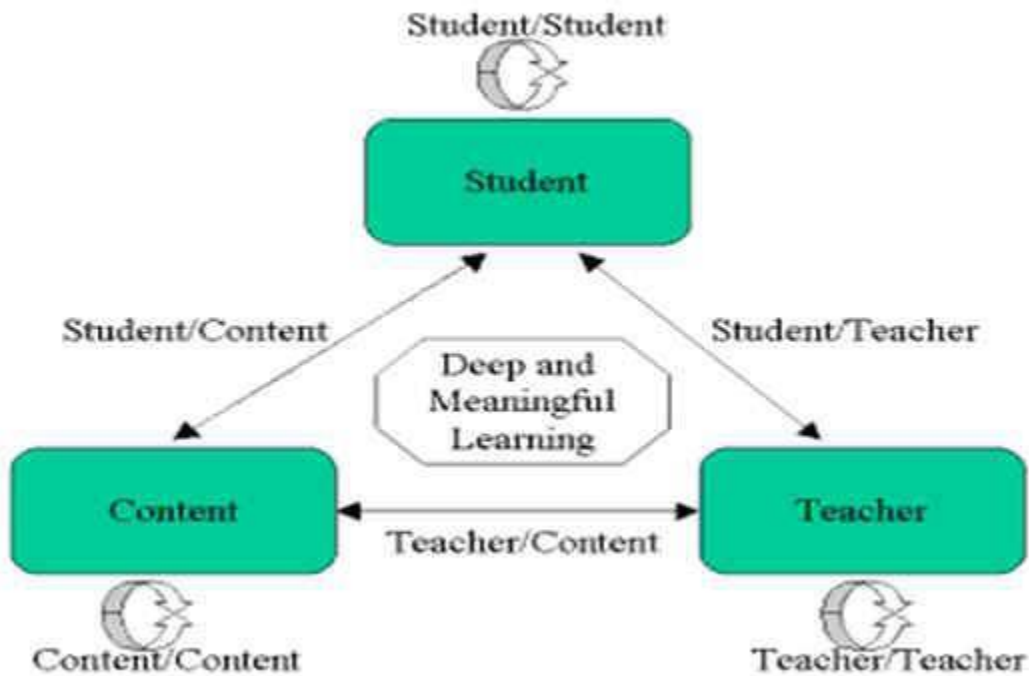 Student/Student
Student
Student/Content
Student/Teacher
Deep and
Meaningful
Learning
Content
Teacher
Teacher/Content
Content/Content
Teacher/Teacher